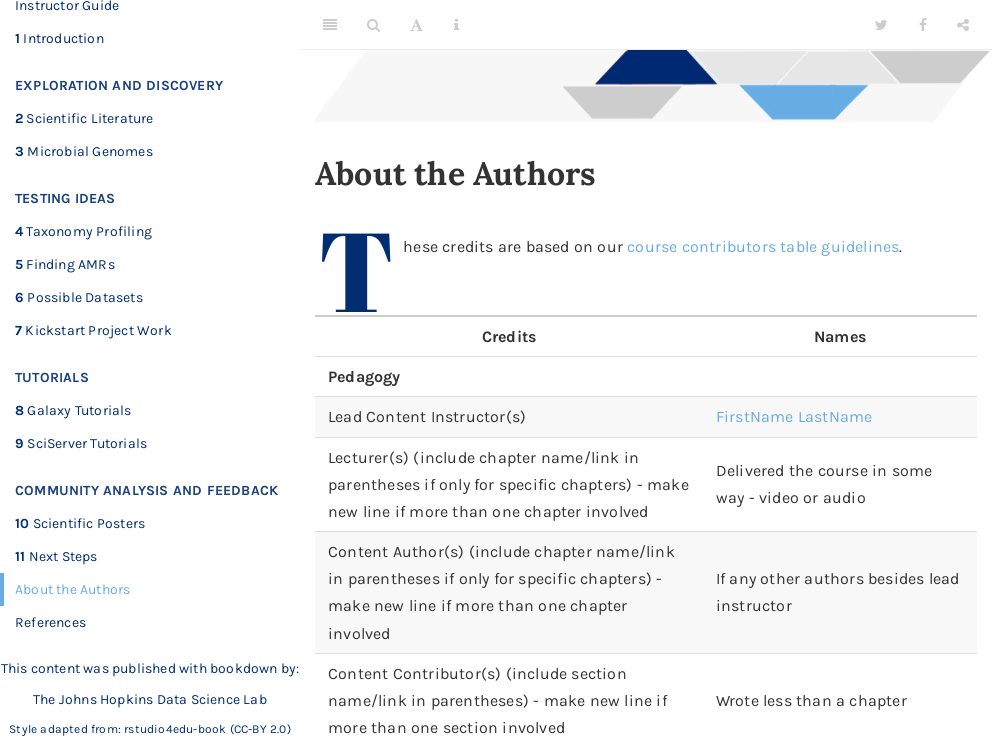 Instructor Guide
1 Introduction
EXPLORATION AND DISCOVERY
2 Scientific Literature
3 Microbial Genomes
TESTING IDEAS
4 Taxonomy Profiling
5 Finding AMRs
6 Possible Datasets
7 Kickstart Project Work
TUTORIALS
8 Galaxy Tutorials
9 SciServer Tutorials
COMMUNITY ANALYSIS AND FEEDBACK
10 Scientific Posters
11 Next Steps
About the Authors
References
This content was published with bookdown by:
The Johns Hopkins Data Science Lab
Style adapted from: rstudio4edu-book (CC-BY 2.0)
About the Authors
These credits are based on our course contributors table guidelines.
Credits Names
Pedagogy
Lead Content Instructor(s) FirstName LastName
Lecturer(s) (include chapter name/link in
parentheses if only for specific chapters) - make
new line if more than one chapter involved
Delivered the course in some
way - video or audio
Content Author(s) (include chapter name/link
in parentheses if only for specific chapters) -
make new line if more than one chapter
involved
If any other authors besides lead
instructor
Content Contributor(s) (include section
name/link in parentheses) - make new line if
more than one section involved
Wrote less than a chapter